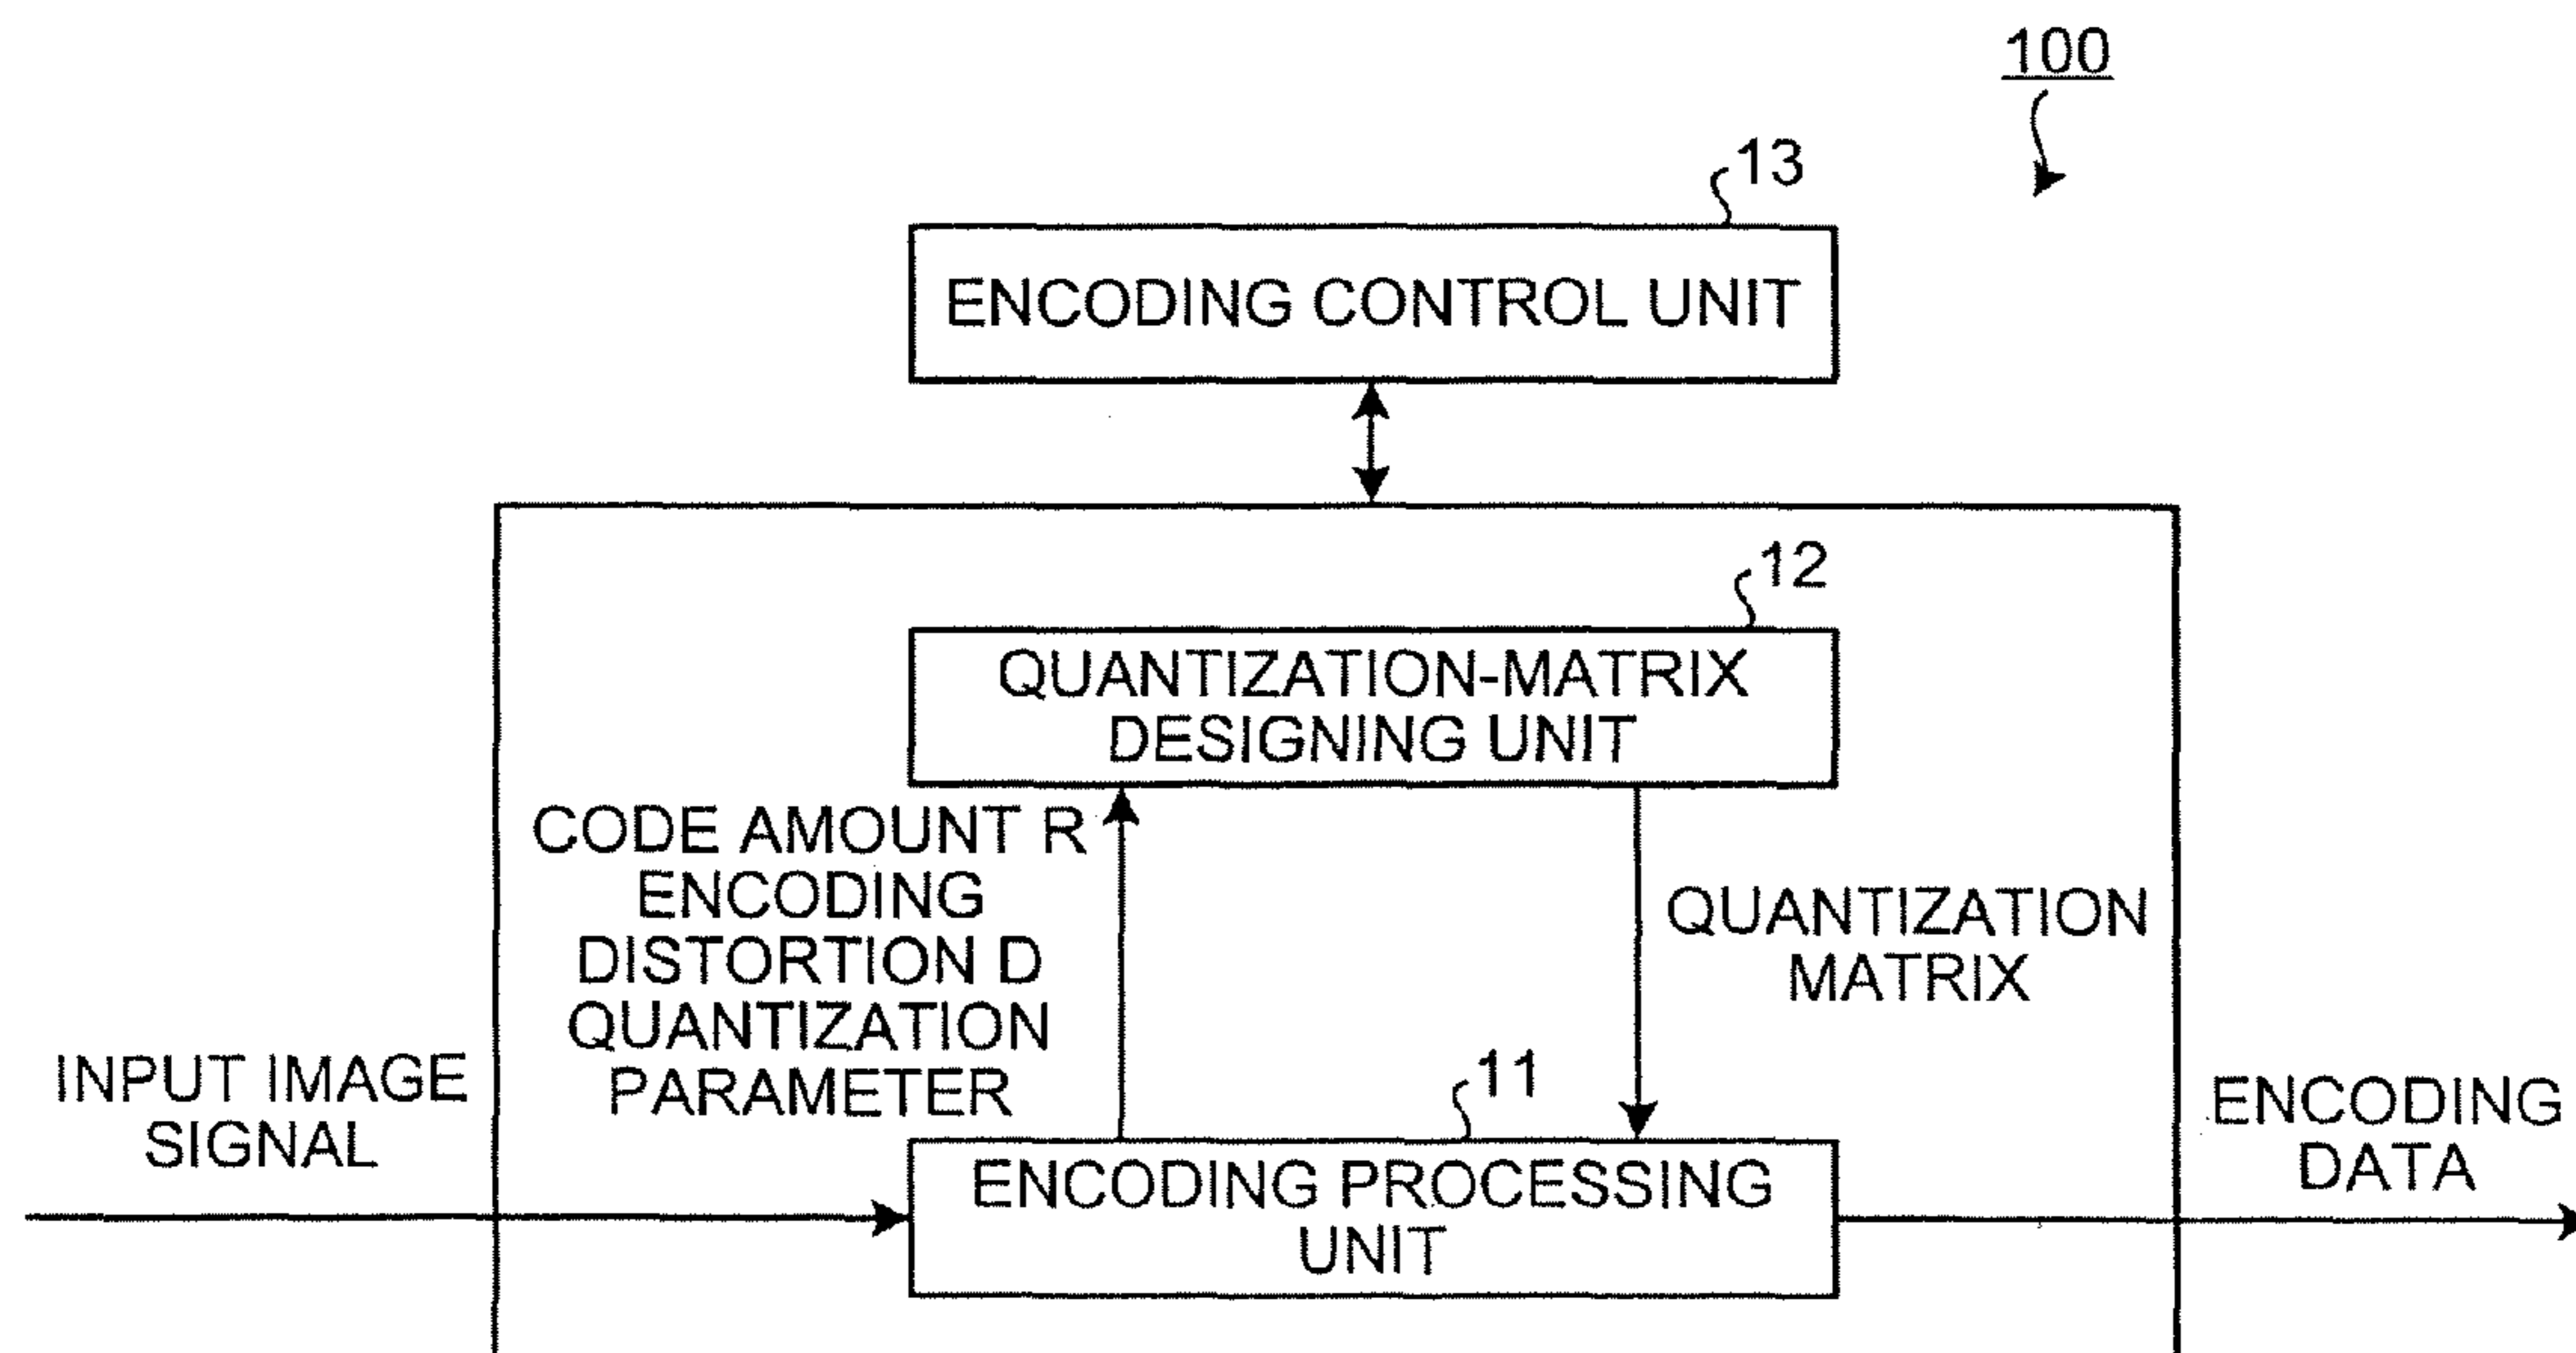 100
13
ENCODING CONTROL UNIT
12
QUANTIZATION-MATRIX
DESIGNING UNIT
CODE AMOUNT R
ENCODING
DISTORTION D
QUANTIZATION
PARAMETER
QUANTIZATION
MATRIX
INPUT IMAGE
SIGNAL
11
ENCODING PROCESSING
UNIT
ENCODING
DATA